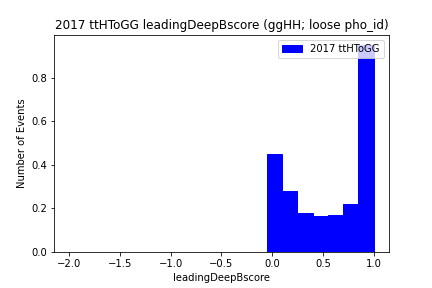 2017 ttHToGG leadingDeepBscore (ggHH; loose pho_id)
2017 ttHToGG
Number of Events
0.8
0.6
0.4
0.2
0.0
−2.0 −1.5 −1.0 −0.5 0.0 0.5 1.0
leadingDeepBscore